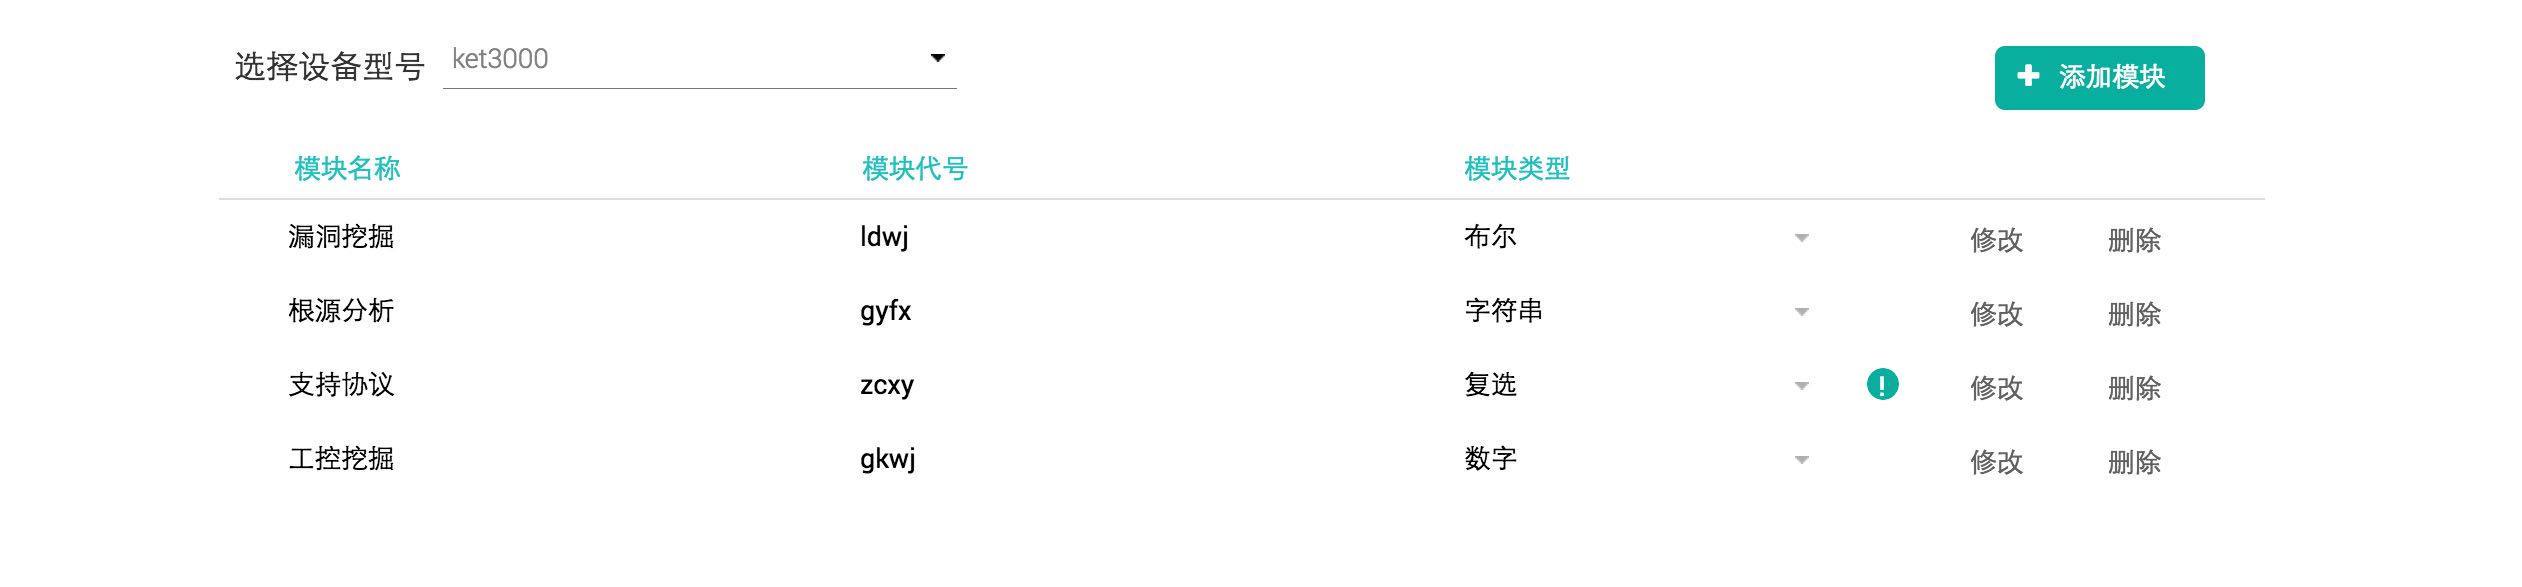 选择设备型号 ket3000
添加模块
模块名称 模块代号 模块类型
漏洞挖掘 ldwj 布尔 修改 删除
根源分析 gyfx 字符串 修改 删除
支持协议 zcxy 复选 修改 删除
工控挖掘 gkwj 数字 修改 删除